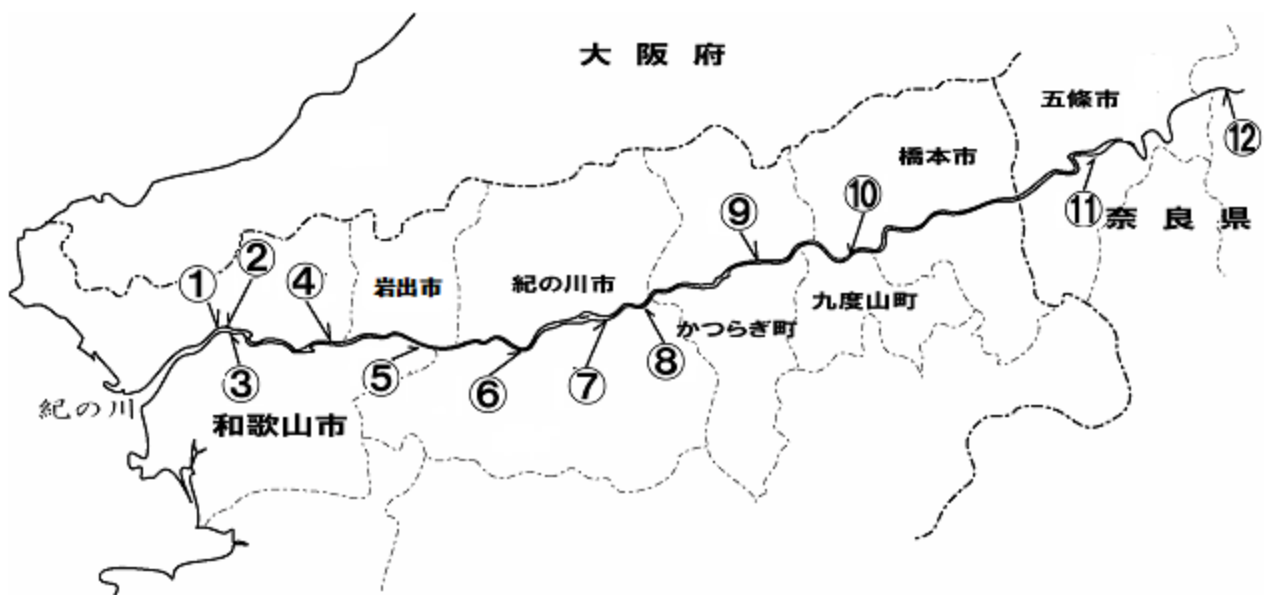 大阪府
五條市
⑫
橋本市
⑩
⑪
奈良県
⑨
②
①
④
岩出市
紀の川市
九度山町
かつらぎ町
⑧
③
⑤
⑥
⑦
紀の川
和歌山市